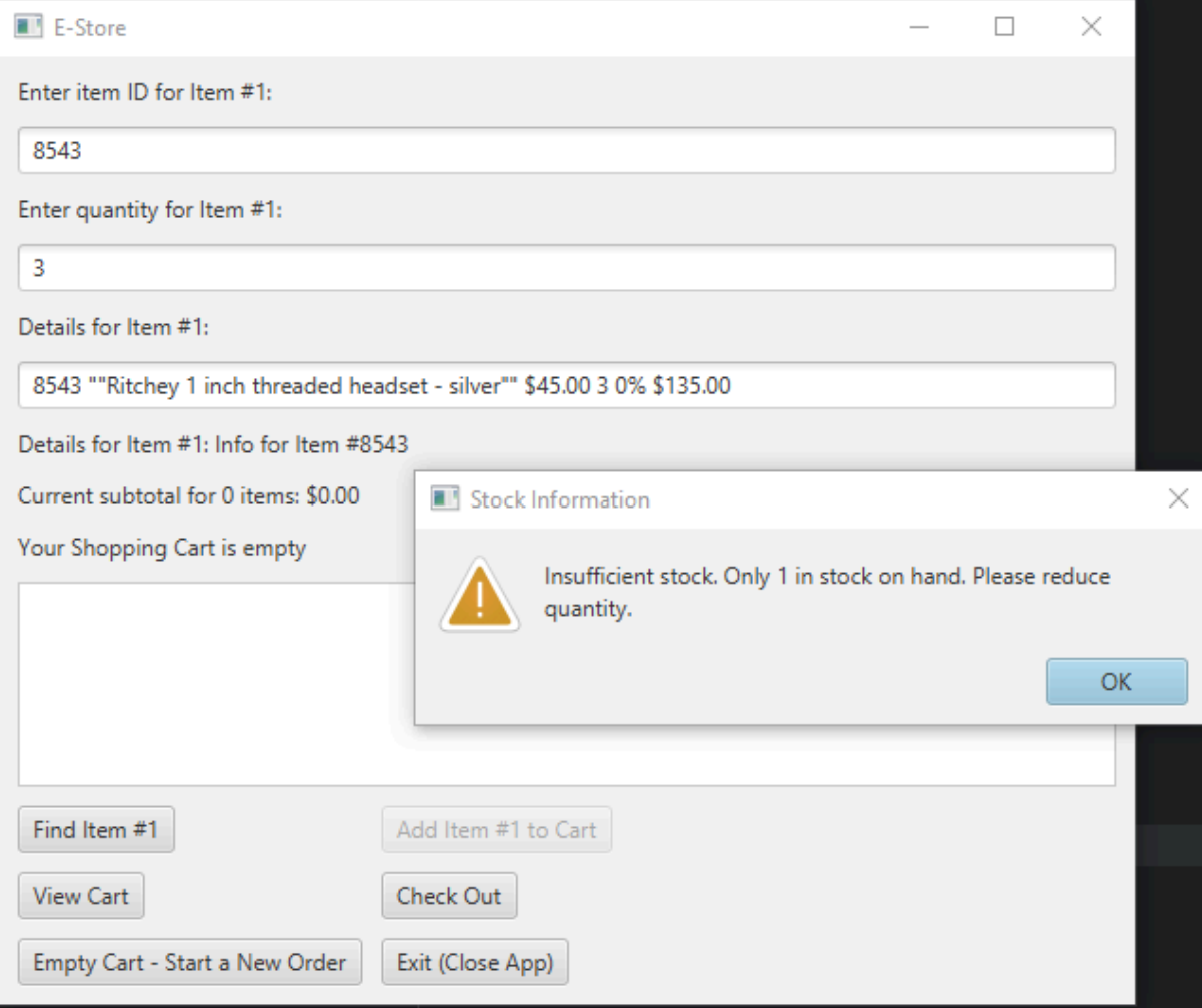 E-Store
Enter item ID for Item #1:
8543
Enter quantity for Item #1:
3
Details for Item #1:
8543 ""Ritchey 1 inch threaded headset - silver"" $45.00 3 0% $135.00
Details for Item #1: Info for Item #8543
Current subtotal for 0 items: $0.00
Your Shopping Cart is empty
Stock Information
Insufficient stock. Only 1 in stock on hand. Please reduce
quantity.
OK
Find Item #1
Add Item #1 to Cart
View Cart
Check Out
Empty Cart - Start a New Order
Exit (Close App)